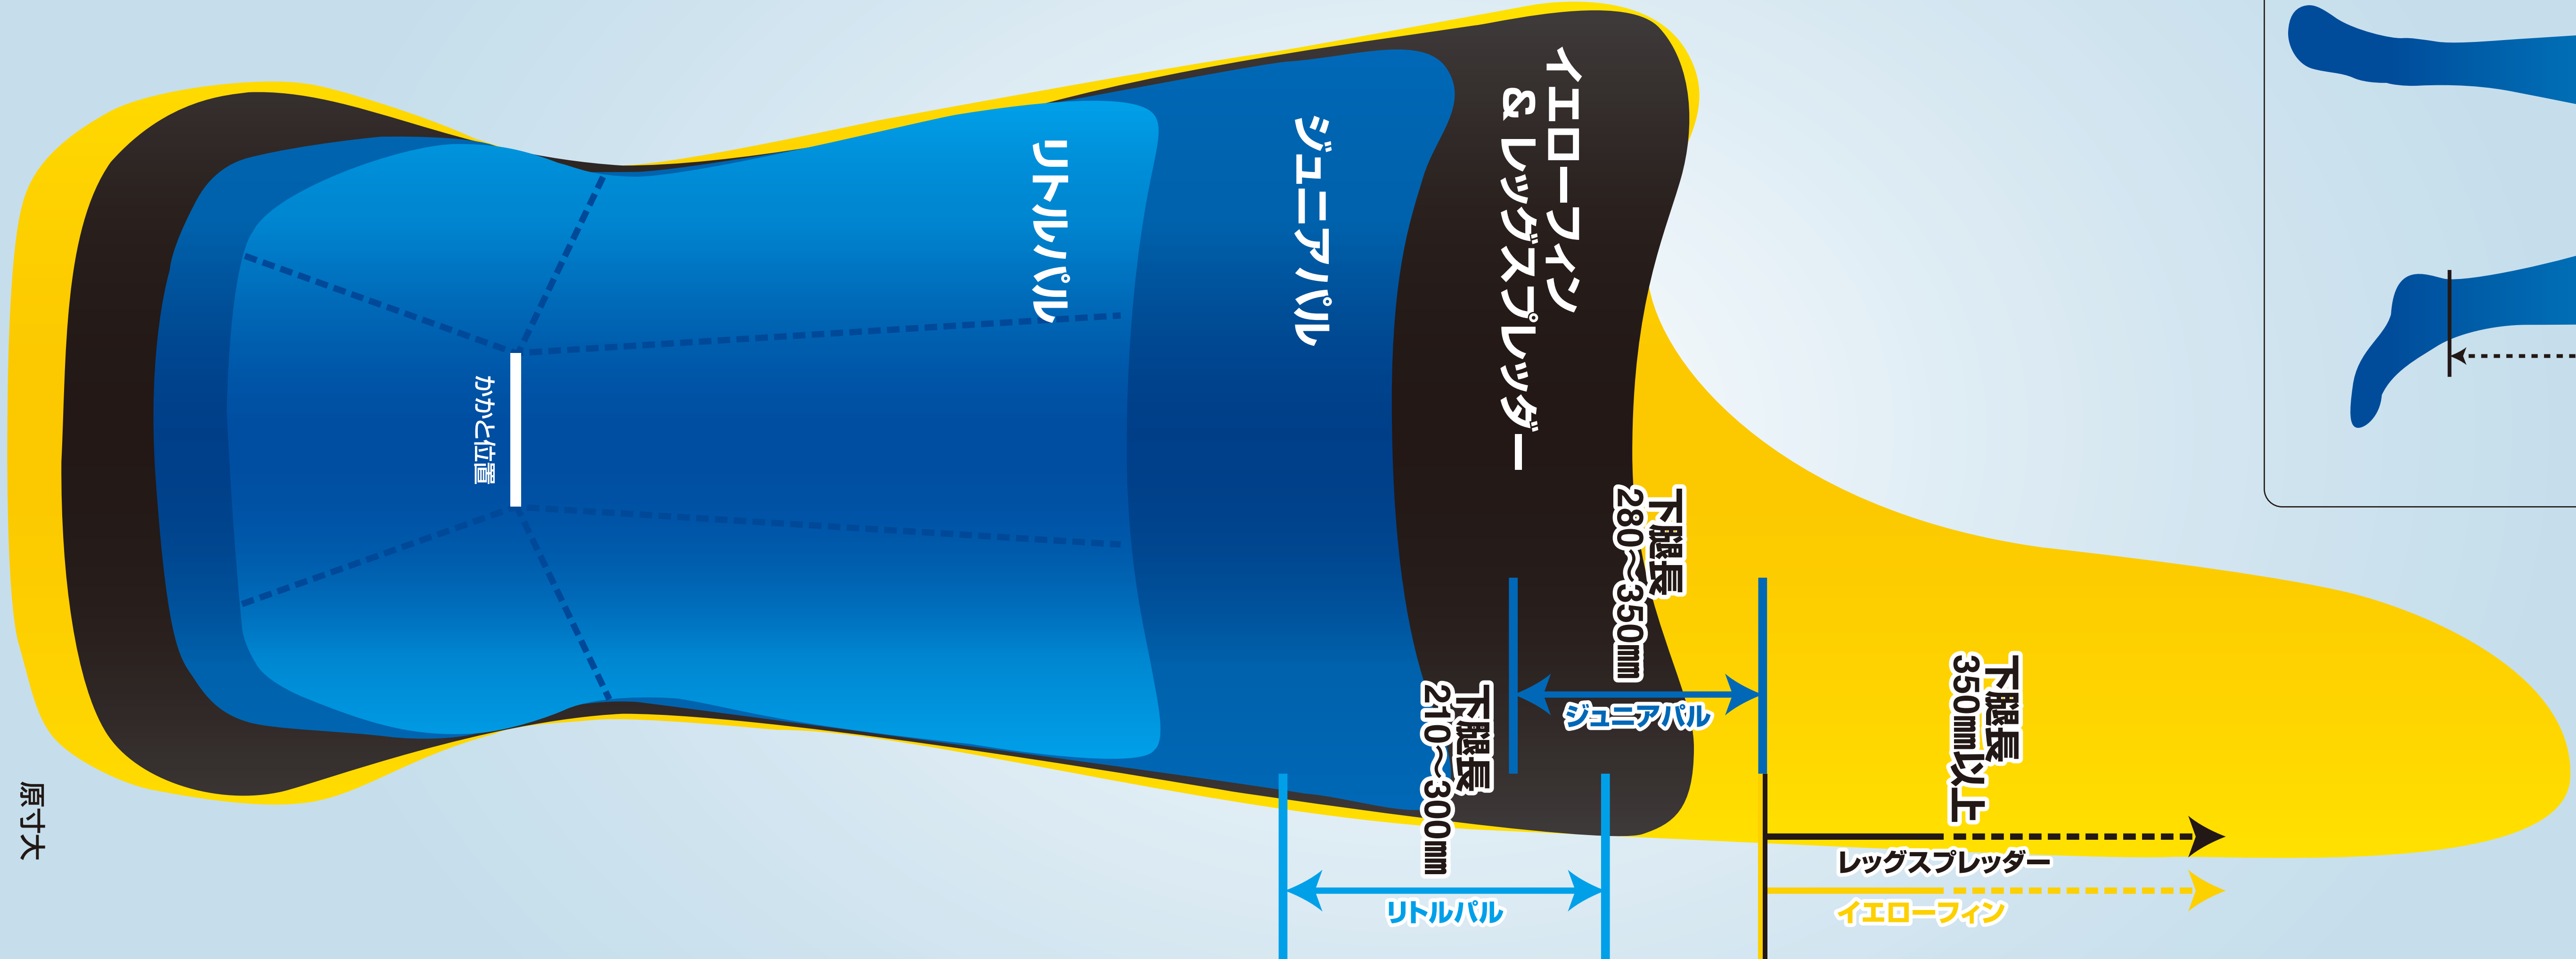 イエローフィン
& レッグスプレッダー
ジュニアパル
リトルパル
かかと位置
下腿長
280〜350mm
ジュニアパル
下腿長
210〜300mm
リトルパル
下腿長
350mm以上
レッグスプレッダー
イエローフィン
原寸大